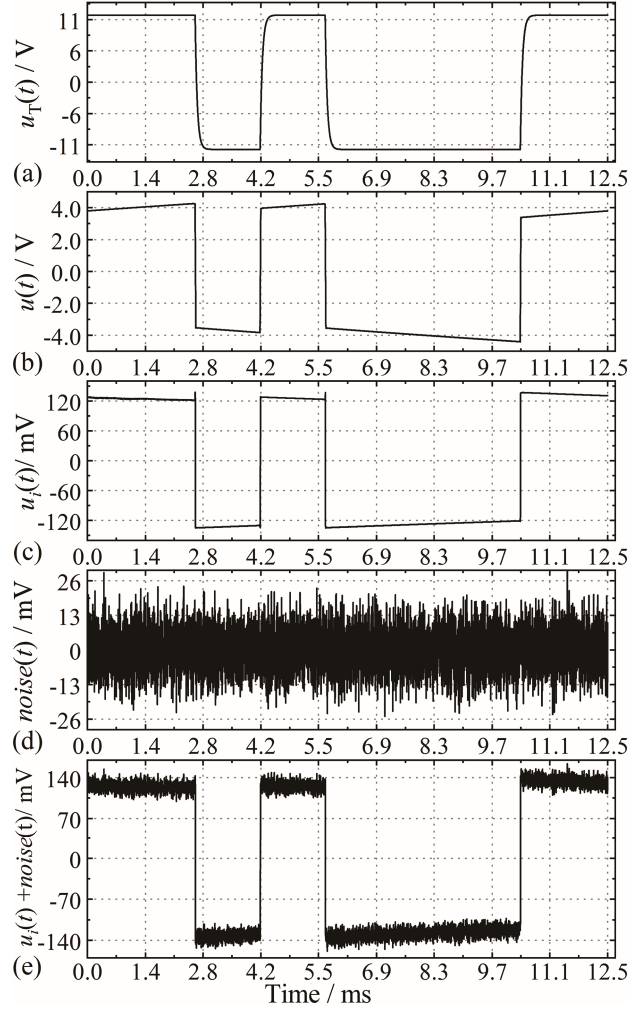 11
6
0
-6
-11
u_T(t) / V
(a)
0.0 1.4 2.8 4.2 5.5 6.9 8.3 9.7 11.1 12.5
4.0
2.0
0.0
-2.0
-4.0
u(t) / V
(b)
0.0 1.4 2.8 4.2 5.5 6.9 8.3 9.7 11.1 12.5
120
60
0
-60
-120
u_i(t)/ mV
(c)
0.0 1.4 2.8 4.2 5.5 6.9 8.3 9.7 11.1 12.5
26
13
0
-13
-26
noise(t) / mV
(d)
0.0 1.4 2.8 4.2 5.5 6.9 8.3 9.7 11.1 12.5
140
70
0
-70
-140
u_i(t) +noise(t)/ mV
(e)
0.0 1.4 2.8 4.2 5.5 6.9 8.3 9.7 11.1 12.5
Time / ms